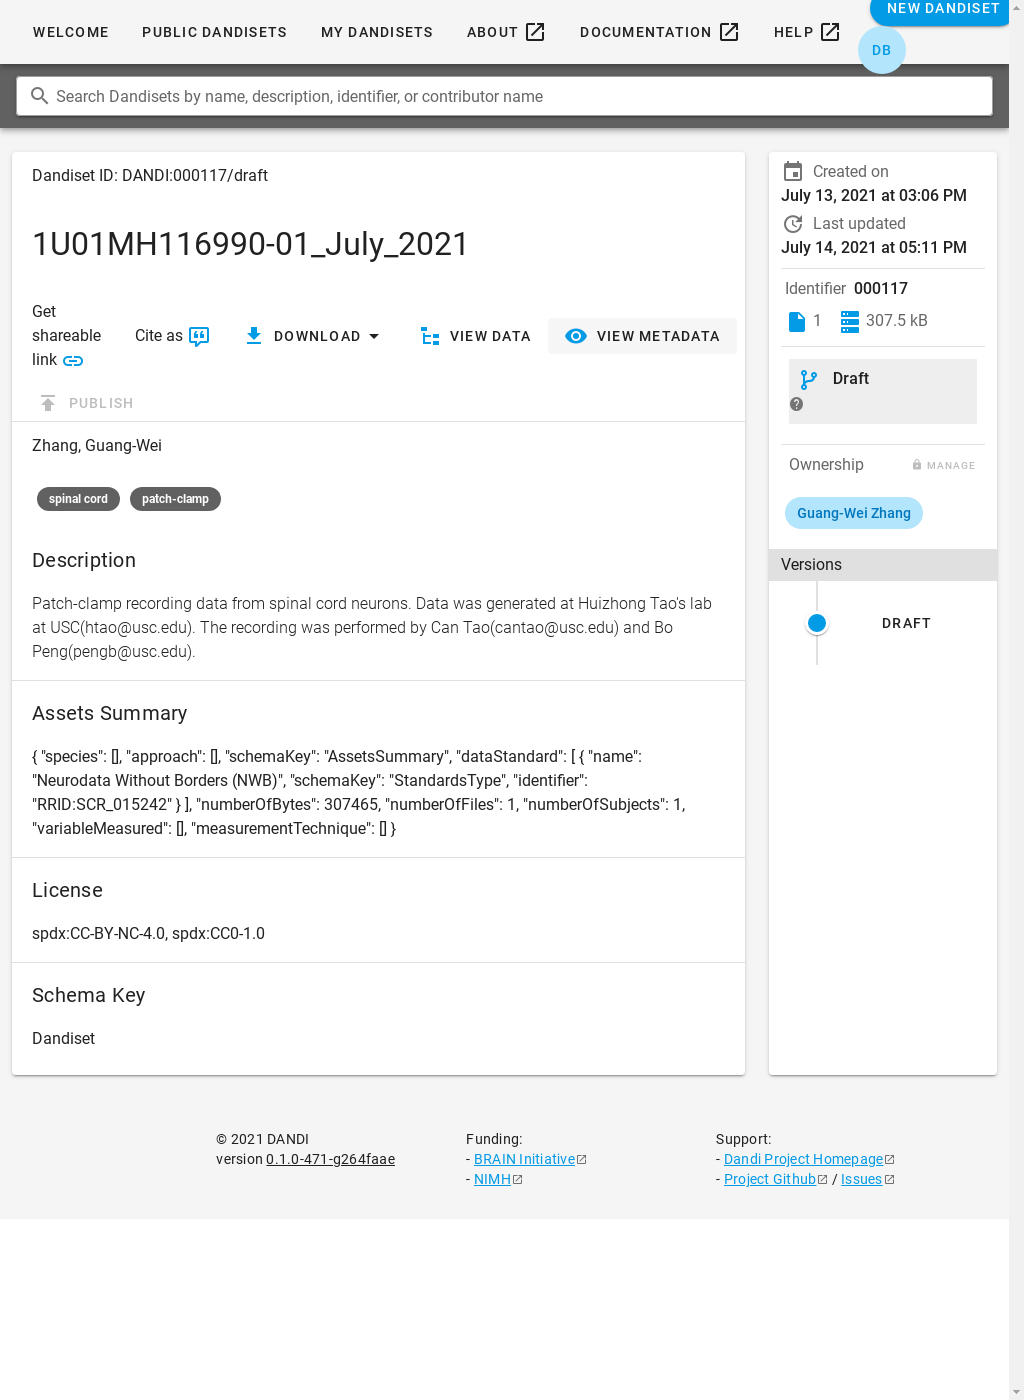 WELCOME PUBLIC DANDISETS MY DANDISETS ABOUT DOCUMENTATION HELP NEW DANDISET
DB
Search Dandisets by name, description, identifier, or contributor name
Dandiset ID: DANDI:000117/draft
1U01MH116990-01_July_2021
Get
shareable
link
Cite as DOWNLOAD VIEW DATA VIEW METADATA
PUBLISH
Zhang, Guang-Wei
spinal cord patch-clamp
Description
Patch-clamp recording data from spinal cord neurons. Data was generated at Huizhong Tao's lab
at USC(htao@usc.edu). The recording was performed by Can Tao(cantao@usc.edu) and Bo
Peng(pengb@usc.edu).
Assets Summary
{ "species": [], "approach": [], "schemaKey": "AssetsSummary", "dataStandard": [ { "name":
"Neurodata Without Borders (NWB)", "schemaKey": "StandardsType", "identifier":
"RRID:SCR_015242" } ], "numberOfBytes": 307465, "numberOfFiles": 1, "numberOfSubjects": 1,
"variableMeasured": [], "measurementTechnique": [] }
License
spdx:CC-BY-NC-4.0, spdx:CC0-1.0
Schema Key
Dandiset
Created on
July 13, 2021 at 03:06 PM
Last updated
July 14, 2021 at 05:11 PM
Identifier 000117
1 307.5 kB
Draft
Ownership MANAGE
Guang-Wei Zhang
Versions
DRAFT
© 2021 DANDI
version 0.1.0-471-g264faae
Funding:
- BRAIN Initiative
- NIMH
Support:
- Dandi Project Homepage
- Project Github / Issues